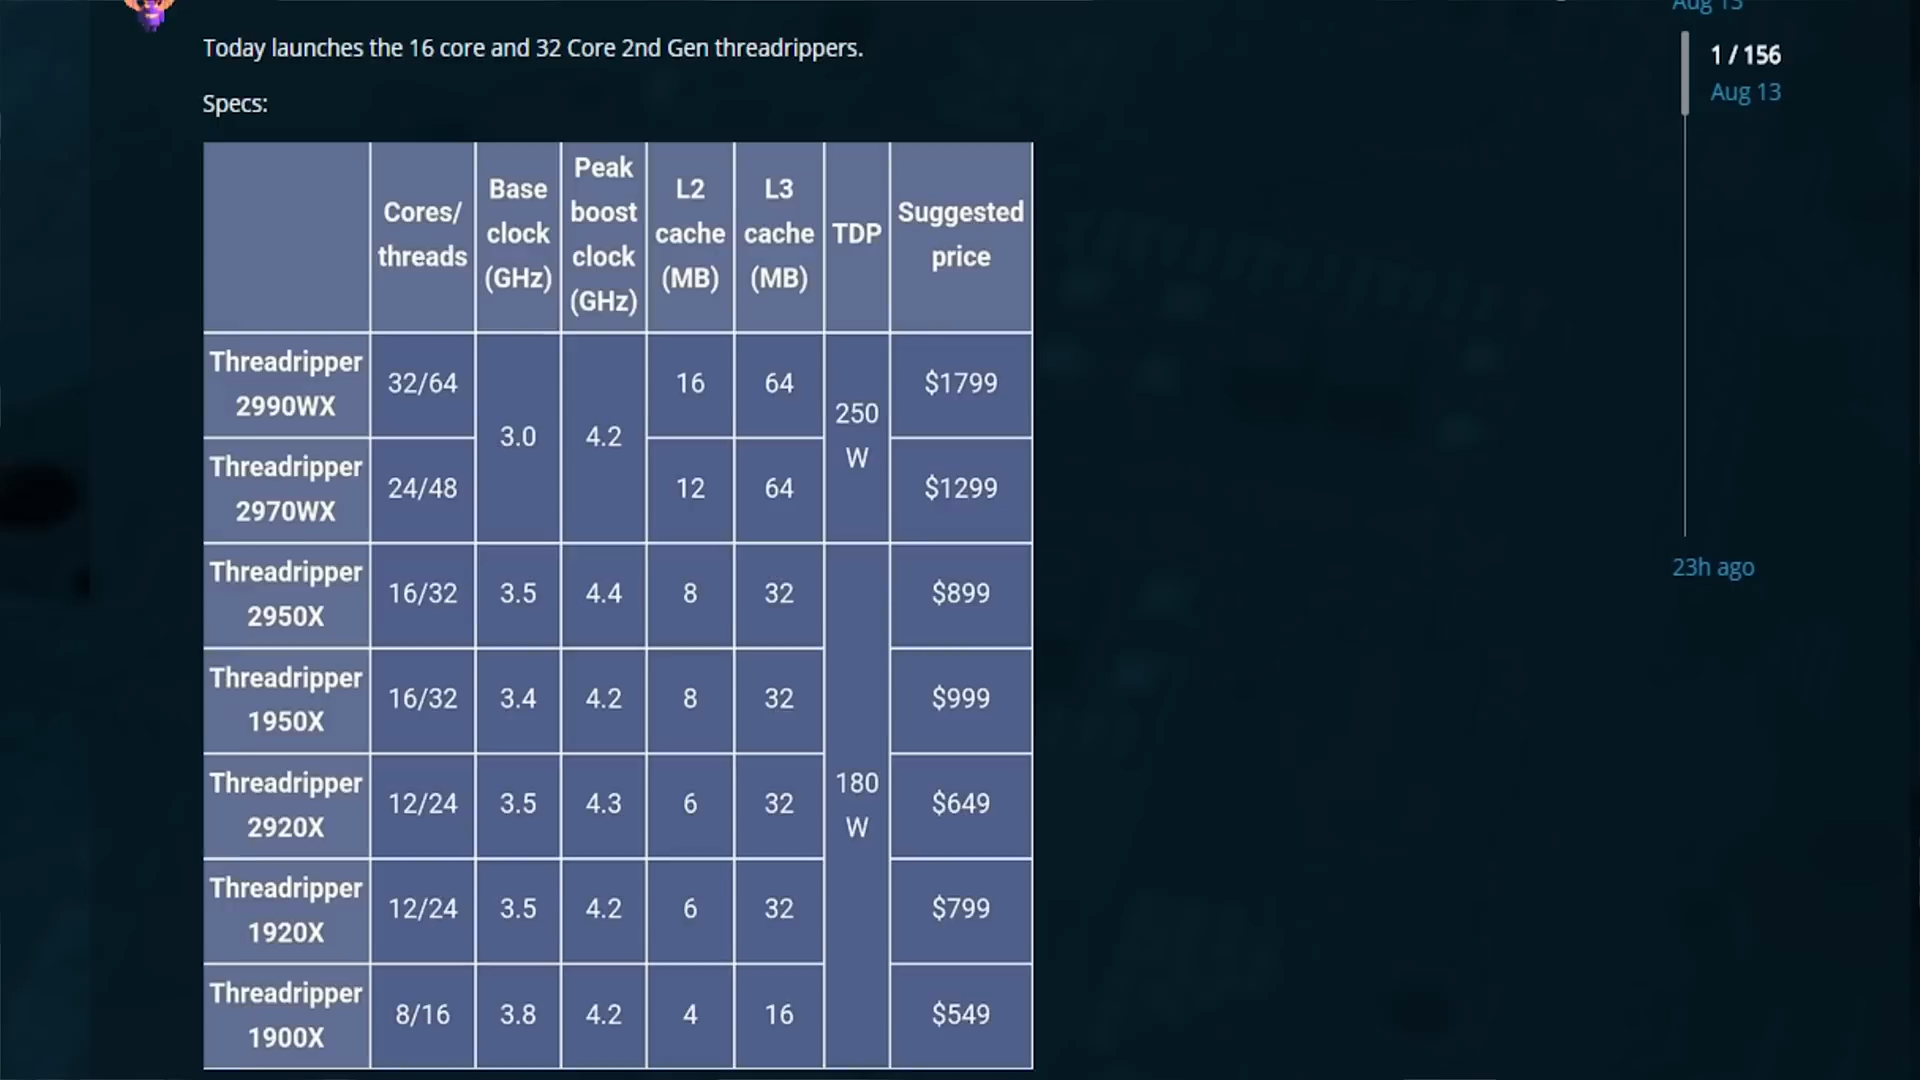 Aug 13
Today launches the 16 core and 32 Core 2nd Gen threadrippers.
1 / 156
Aug 13
Specs:
Cores/
threads
Base
clock
(GHz)
Peak
boost
clock
(GHz)
L2
cache
(MB)
L3
cache
(MB)
TDP
Suggested
price
Threadripper
2990WX
32/64
3.0
4.2
16
64
250
W
$1799
Threadripper
2970WX
24/48
12
64
$1299
Threadripper
2950X
16/32
3.5
4.4
8
32
180
W
$899
Threadripper
1950X
16/32
3.4
4.2
8
32
$999
Threadripper
2920X
12/24
3.5
4.3
6
32
$649
Threadripper
1920X
12/24
3.5
4.2
6
32
$799
Threadripper
1900X
8/16
3.8
4.2
4
16
$549
23h ago